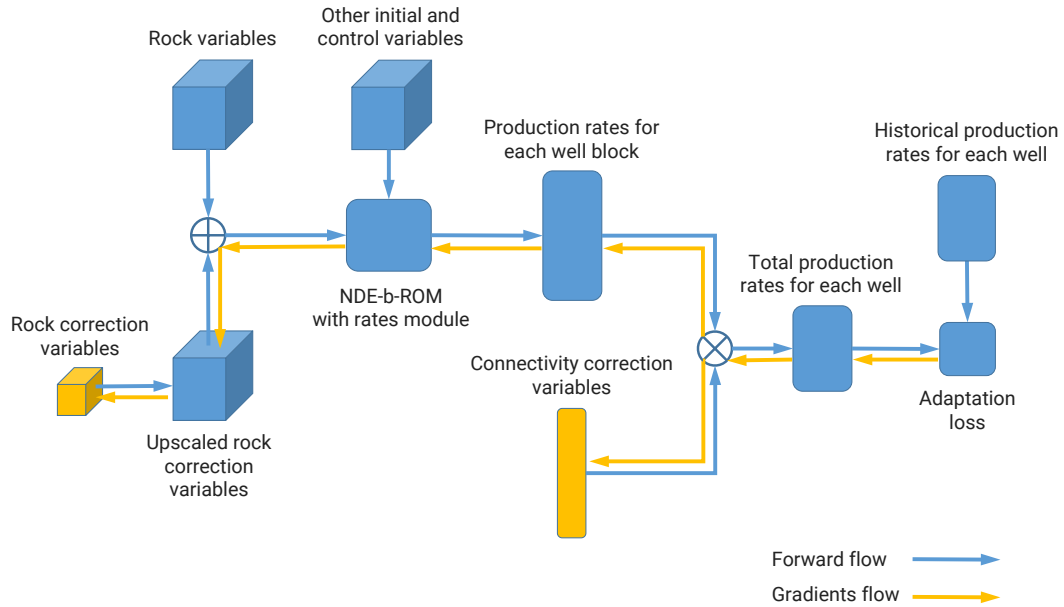 Other initial and
control variables
Rock variables
Production rates for
each well block
Historical production
rates for each well
Total production
rates for each well
NDE-b-ROM
with rates module
Rock correction
variables
Connectivity correction
variables
Adaptation
loss
Upscaled rock
correction
variables
Forward flow
Gradients flow